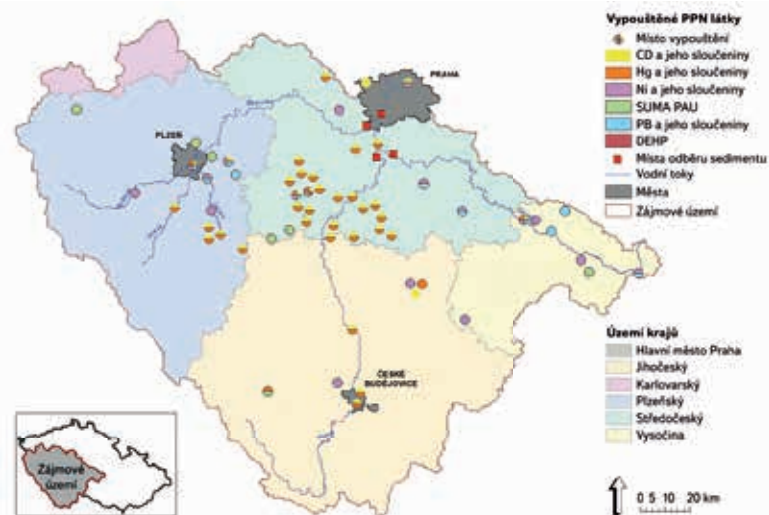 PRAHA
PLZEŇ
ČESKÉ
BUDĚJOVICE
Zájmové
území
Vypouštěné PPN látky
Místo vypouštění
CD a jeho sloučeniny
Hg a jeho sloučeniny
Ni a jeho sloučeniny
SUMA PAU
PB a jeho sloučeniny
DEHP
Místa odběru sedimentu
Vodní toky
Města
Zájmové území
Území krajů
Hlavní město Praha
Jihočeský
Karlovarský
Plzeňský
Středočeský
Vysočina
0 5 10 20 km